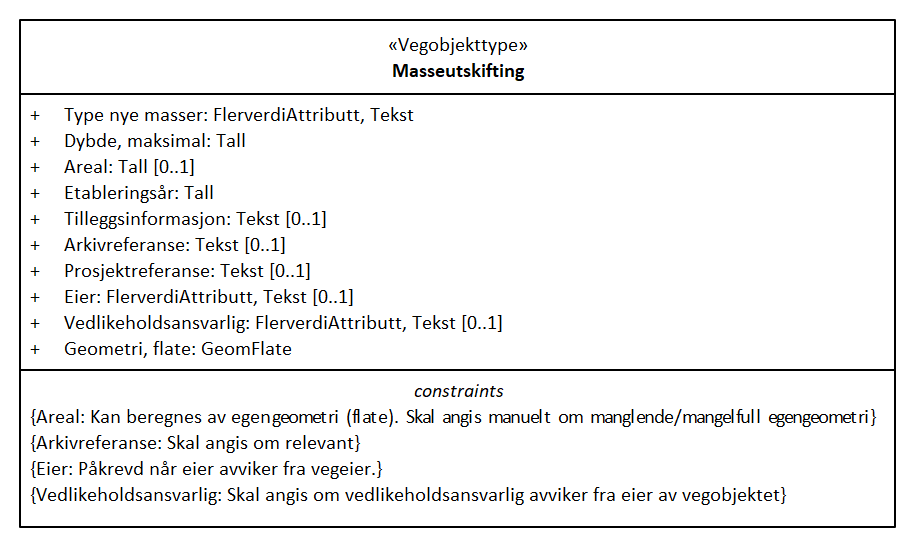 «Vegobjekttype»
Masseutskifting
+ Type nye masser: FlerverdiAttributt, Tekst
+ Dybde, maksimal: Tall
+ Areal: Tall [0..1]
+ Etableringsår: Tall
+ Tilleggsinformasjon: Tekst [0..1]
+ Arkivreferanse: Tekst [0..1]
+ Prosjektreferanse: Tekst [0..1]
+ Eier: FlerverdiAttributt, Tekst [0..1]
+ Vedlikeholdsansvarlig: FlerverdiAttributt, Tekst [0..1]
+ Geometri, flate: GeomFlate
constraints
{Areal: Kan beregnes av egengeometri (flate). Skal angis manuelt om manglende/mangelfull egengeometri}
{Arkivreferanse: Skal angis om relevant}
{Eier: Påkrevd når eier avviker fra vegeier.}
{Vedlikeholdsansvarlig: Skal angis om vedlikeholdsansvarlig avviker fra eier av vegobjektet}